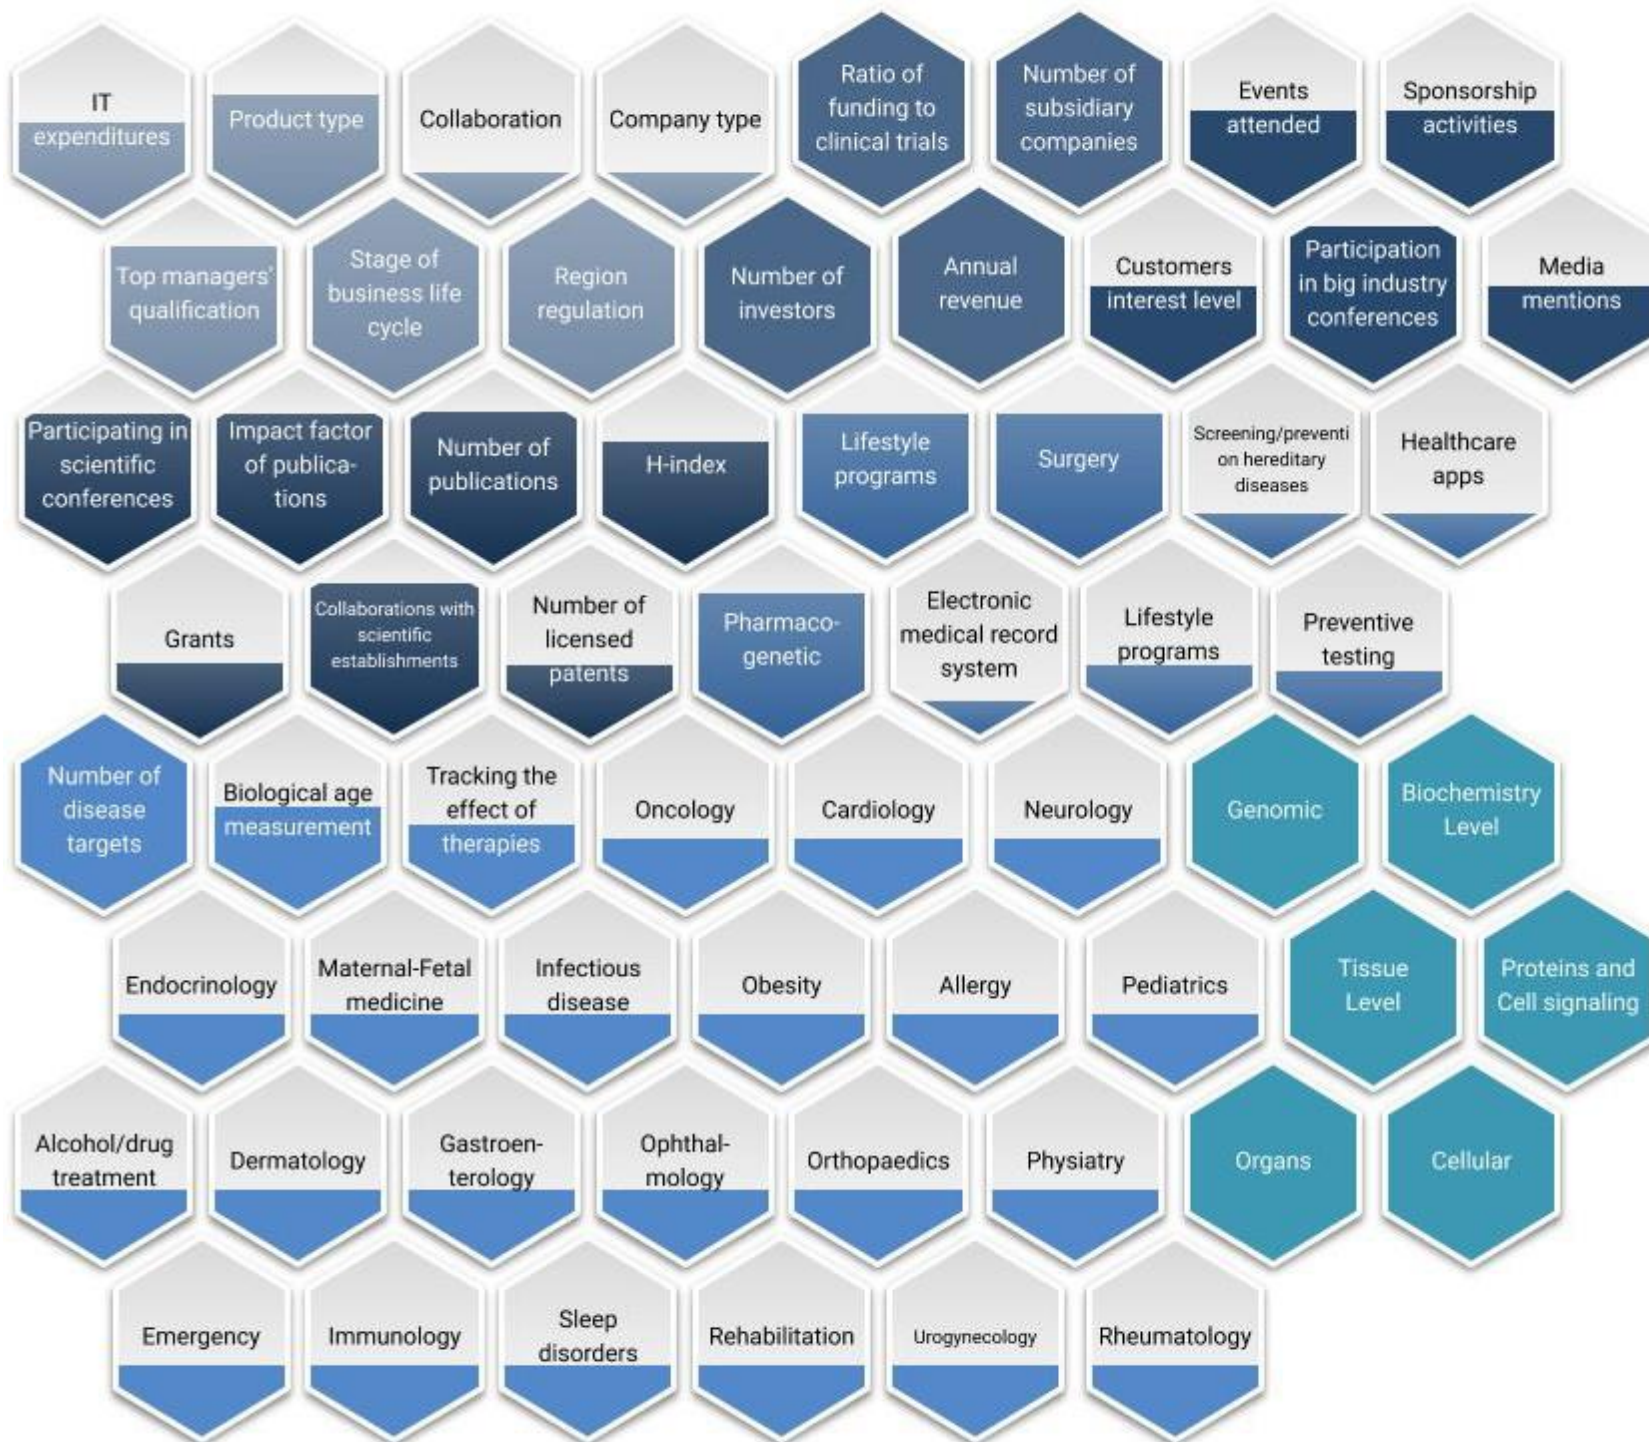 IT
expenditures
Product type
Collaboration
Company type
Ratio of
funding to
clinical trials
Number of
subsidiary
companies
Events
attended
Sponsorship
activities
Top managers'
qualification
Stage of
business life
cycle
Region
regulation
Number of
investors
Annual
revenue
Customers
interest level
Participation
in big industry
conferences
Media
mentions
Participating in
scientific
conferences
Impact factor
of publica-
tions
Number of
publications
H-index
Lifestyle
programs
Surgery
Screening/preventi
on hereditary
diseases
Healthcare
apps
Grants
Collaborations with
scientific
establishments
Number of
licensed
patents
Pharmaco-
genetic
Electronic
medical record
system
Lifestyle
programs
Preventive
testing
Number of
disease
targets
Biological age
measurement
Tracking the
effect of
therapies
Oncology
Cardiology
Neurology
Genomic
Biochemistry
Level
Endocrinology
Maternal-Fetal
medicine
Infectious
disease
Obesity
Allergy
Pediatrics
Tissue
Level
Proteins and
Cell signaling
Alcohol/drug
treatment
Dermatology
Gastroen-
terology
Ophthal-
mology
Orthopaedics
Physiatry
Organs
Cellular
Emergency
Immunology
Sleep
disorders
Rehabilitation
Urogynecology
Rheumatology